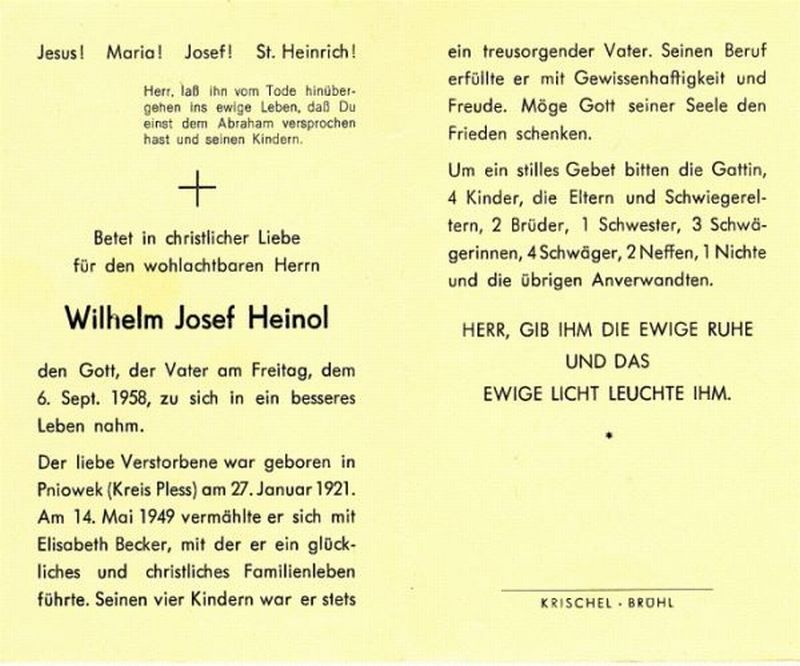 Jesus! Maria! Josef! St. Heinrich!
Herr, laß ihn vom Tode hinüber-
gehen ins ewige Leben, daß Du
einst dem Abraham versprochen
hast und seinen Kindern.
Betet in christlicher Liebe
für den wohlachtbaren Herrn
Wilhelm Josef Heinol
den Gott, der Vater am Freitag, dem
6. Sept. 1958, zu sich in ein besseres
Leben nahm.
Der liebe Verstorbene war geboren in
Pniowek (Kreis Pless) am 27. Januar 1921.
Am 14. Mai 1949 vermählte er sich mit
Elisabeth Becker, mit der er ein glück-
liches und christliches Familienleben
führte. Seinen vier Kindern war er stets
ein treusorgender Vater. Seinen Beruf
erfüllte er mit Gewissenhaftigkeit und
Freude. Möge Gott seiner Seele den
Frieden schenken.
Um ein stilles Gebet bitten die Gattin,
4 Kinder, die Eltern und Schwiegerel-
tern, 2 Brüder, 1 Schwester, 3 Schwä-
gerinnen, 4 Schwäger, 2 Neffen, 1 Nichte
und die übrigen Anverwandten.
HERR, GIB IHM DIE EWIGE RUHE
UND DAS
EWIGE LICHT LEUCHTE IHM.
*
KRISCHEL - BRÜHL